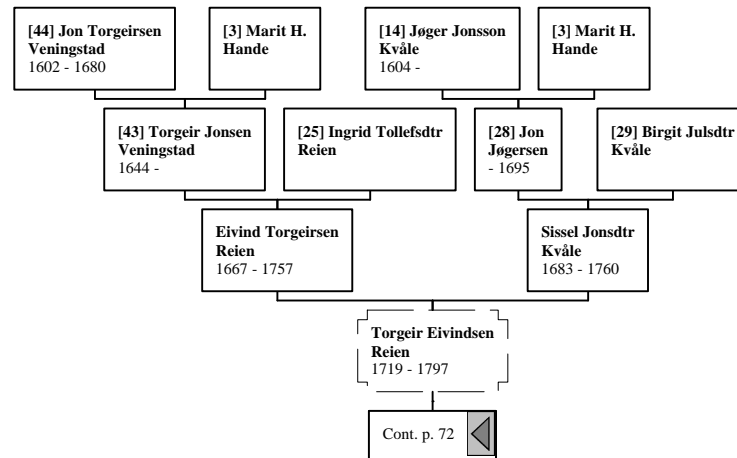 [44] Jon Torgeirsen
Veningstad
1602 - 1680
[3] Marit H.
Hande
[14] Jøger Jonsson
Kvåle
1604 -
[3] Marit H.
Hande
[43] Torgeir Jonsen
Veningstad
1644 -
[25] Ingrid Tollefsdtr
Reien
[28] Jon
Jøgersen
- 1695
[29] Birgit Julsdtr
Kvåle
Eivind Torgeirsen
Reien
1667 - 1757
Sissel Jonsdtr
Kvåle
1683 - 1760
Torgeir Eivindsen
Reien
1719 - 1797
Cont. p. 72